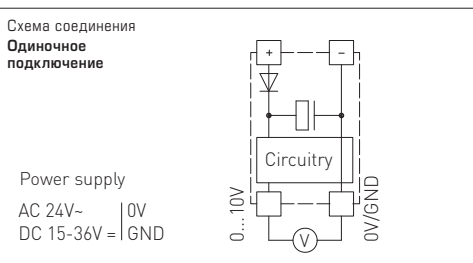 Схема соединения
Одиночное
подключение
+ −
Circuitry
Power supply
AC 24V~ | 0V
DC 15-36V = | GND
0...10V
0V/GND
V